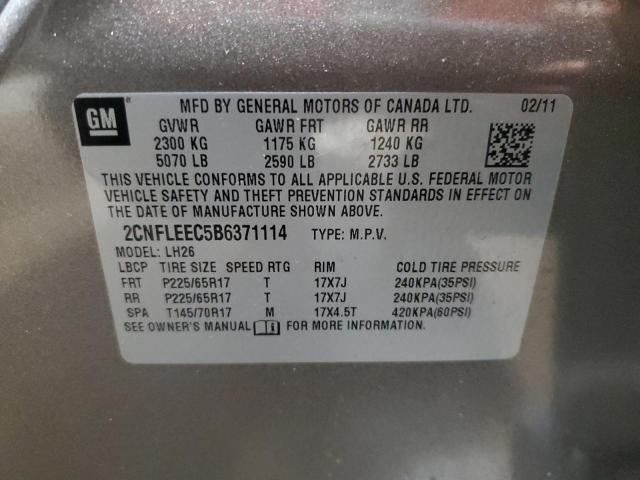 GM ® MFD BY GENERAL MOTORS OF CANADA LTD. 02/11
GVWR GAWR FRT GAWR RR
2300 KG 1175 KG 1240 KG
5070 LB 2590 LB 2733 LB
THIS VEHICLE CONFORMS TO ALL APPLICABLE U.S. FEDERAL MOTOR
VEHICLE SAFETY AND THEFT PREVENTION STANDARDS IN EFFECT ON
THE DATE OF MANUFACTURE SHOWN ABOVE.
2CNFLEEC5B6371114 TYPE: M.P.V.
MODEL: LH26
LBCP TIRE SIZE SPEED RTG RIM COLD TIRE PRESSURE
FRT P225/65R17 T 17X7J 240KPA(35PSI)
RR P225/65R17 T 17X7J 240KPA(35PSI)
SPA T145/70R17 M 17X4.5T 420KPA(60PSI)
SEE OWNER'S MANUAL FOR MORE INFORMATION.